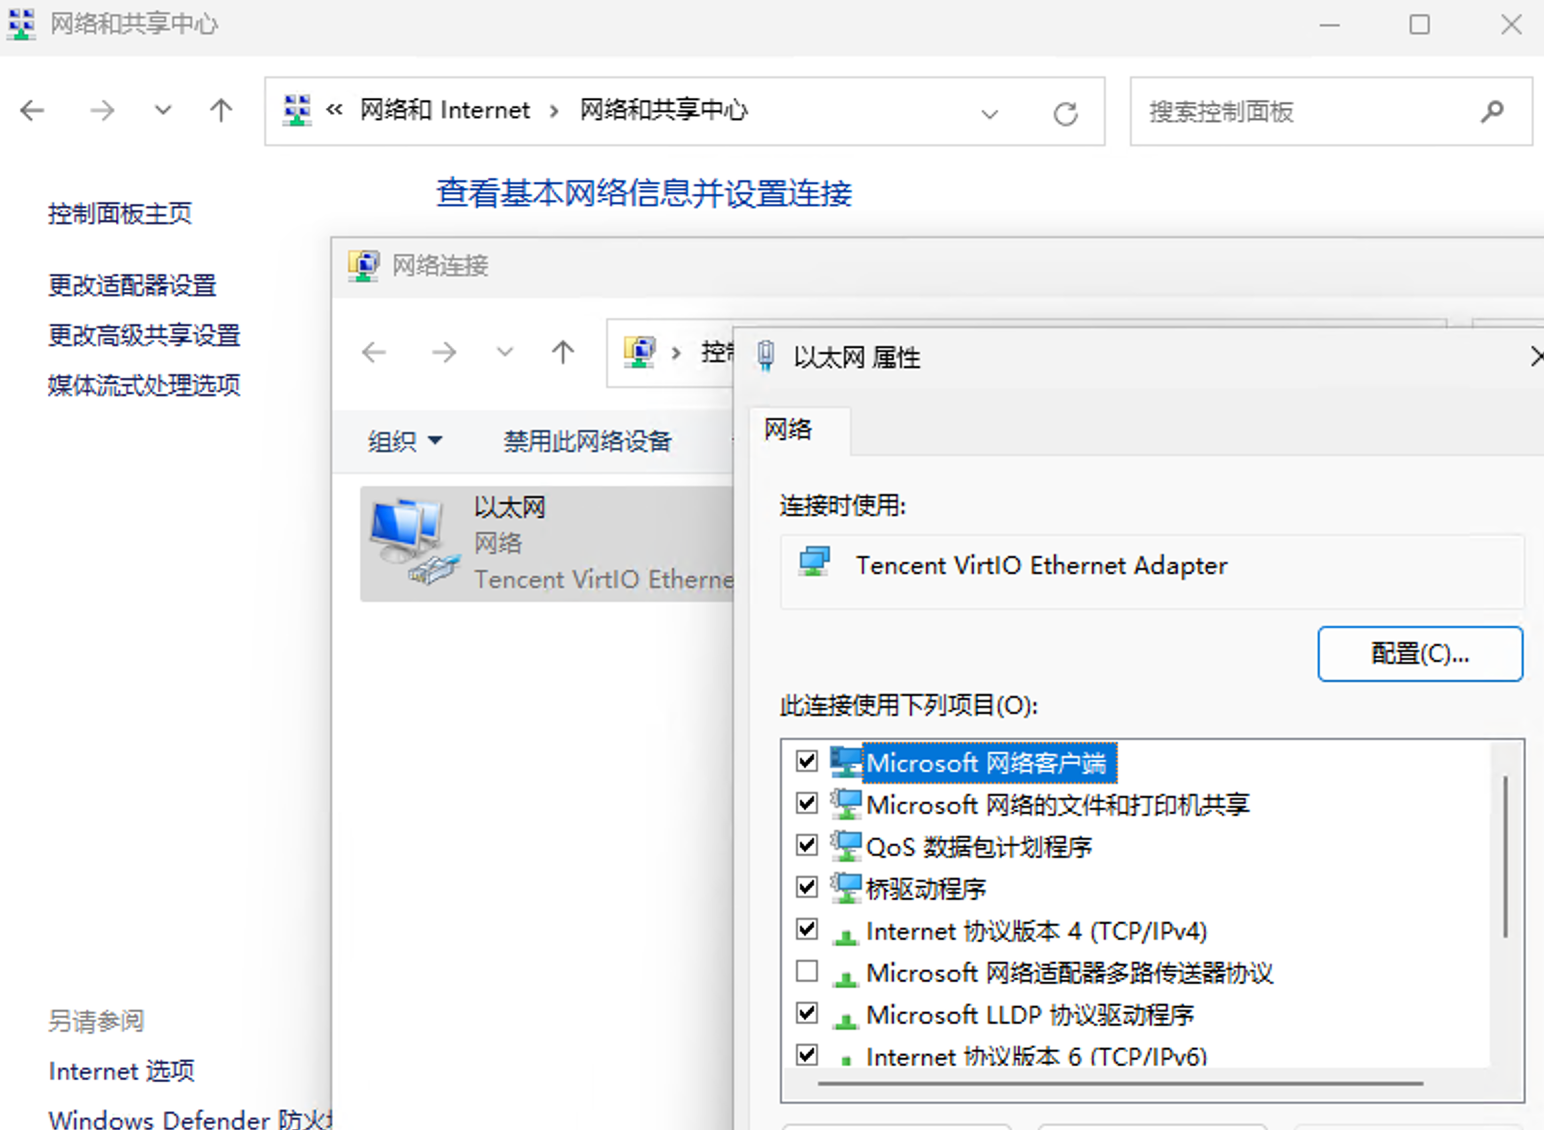 网络和共享中心
« 网络和 Internet › 网络和共享中心
搜索控制面板
查看基本网络信息并设置连接
控制面板主页
更改适配器设置
更改高级共享设置
媒体流式处理选项
另请参阅
Internet 选项
Windows Defender 防火
网络连接
› 控
组织
禁用此网络设备
以太网
网络
Tencent VirtIO Etherne
以太网 属性
网络
连接时使用:
Tencent VirtIO Ethernet Adapter
配置(C)...
此连接使用下列项目(O):
Microsoft 网络客户端
Microsoft 网络的文件和打印机共享
QoS 数据包计划程序
桥驱动程序
Internet 协议版本 4 (TCP/IPv4)
Microsoft 网络适配器多路传送器协议
Microsoft LLDP 协议驱动程序
Internet 协议版本 6 (TCP/IPv6)